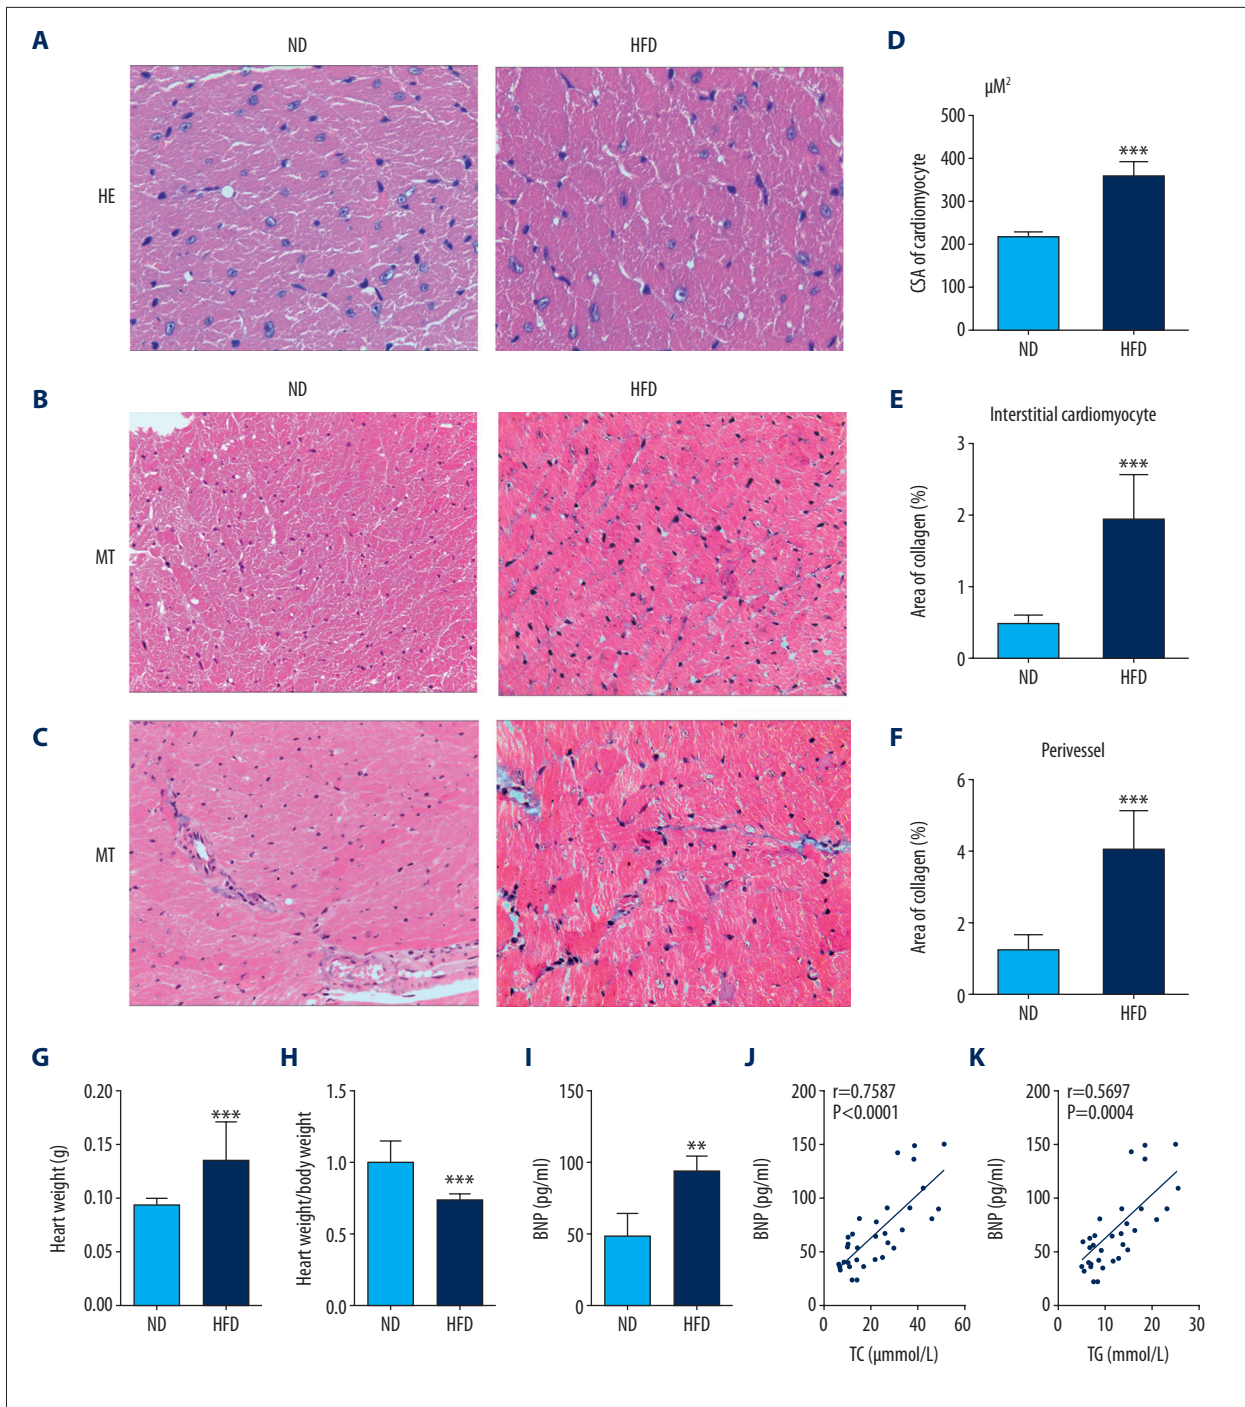 A
ND
HFD
HE
B
ND
HFD
MT
C
MT
D
µM²
CSA of cardiomyocyte
500
400
300
200
100
0
***
ND
HFD
E
Interstitial cardiomyocyte
Area of collagen (%)
3
2
1
0
***
ND
HFD
F
Perivessel
Area of collagen (%)
6
4
2
0
***
ND
HFD
G
Heart weight (g)
0.20
0.15
0.10
0.05
0.00
***
ND
HFD
H
Heart weight/body weight
1.5
1.0
0.5
0.0
***
ND
HFD
I
BNP (pg/ml)
150
100
50
0
**
ND
HFD
J
r=0.7587
P<0.0001
BNP (pg/ml)
200
150
100
50
0
0 20 40 60
TC (µmmol/L)
K
r=0.5697
P=0.0004
BNP (pg/ml)
200
150
100
50
0
0 10 20 30
TG (mmol/L)